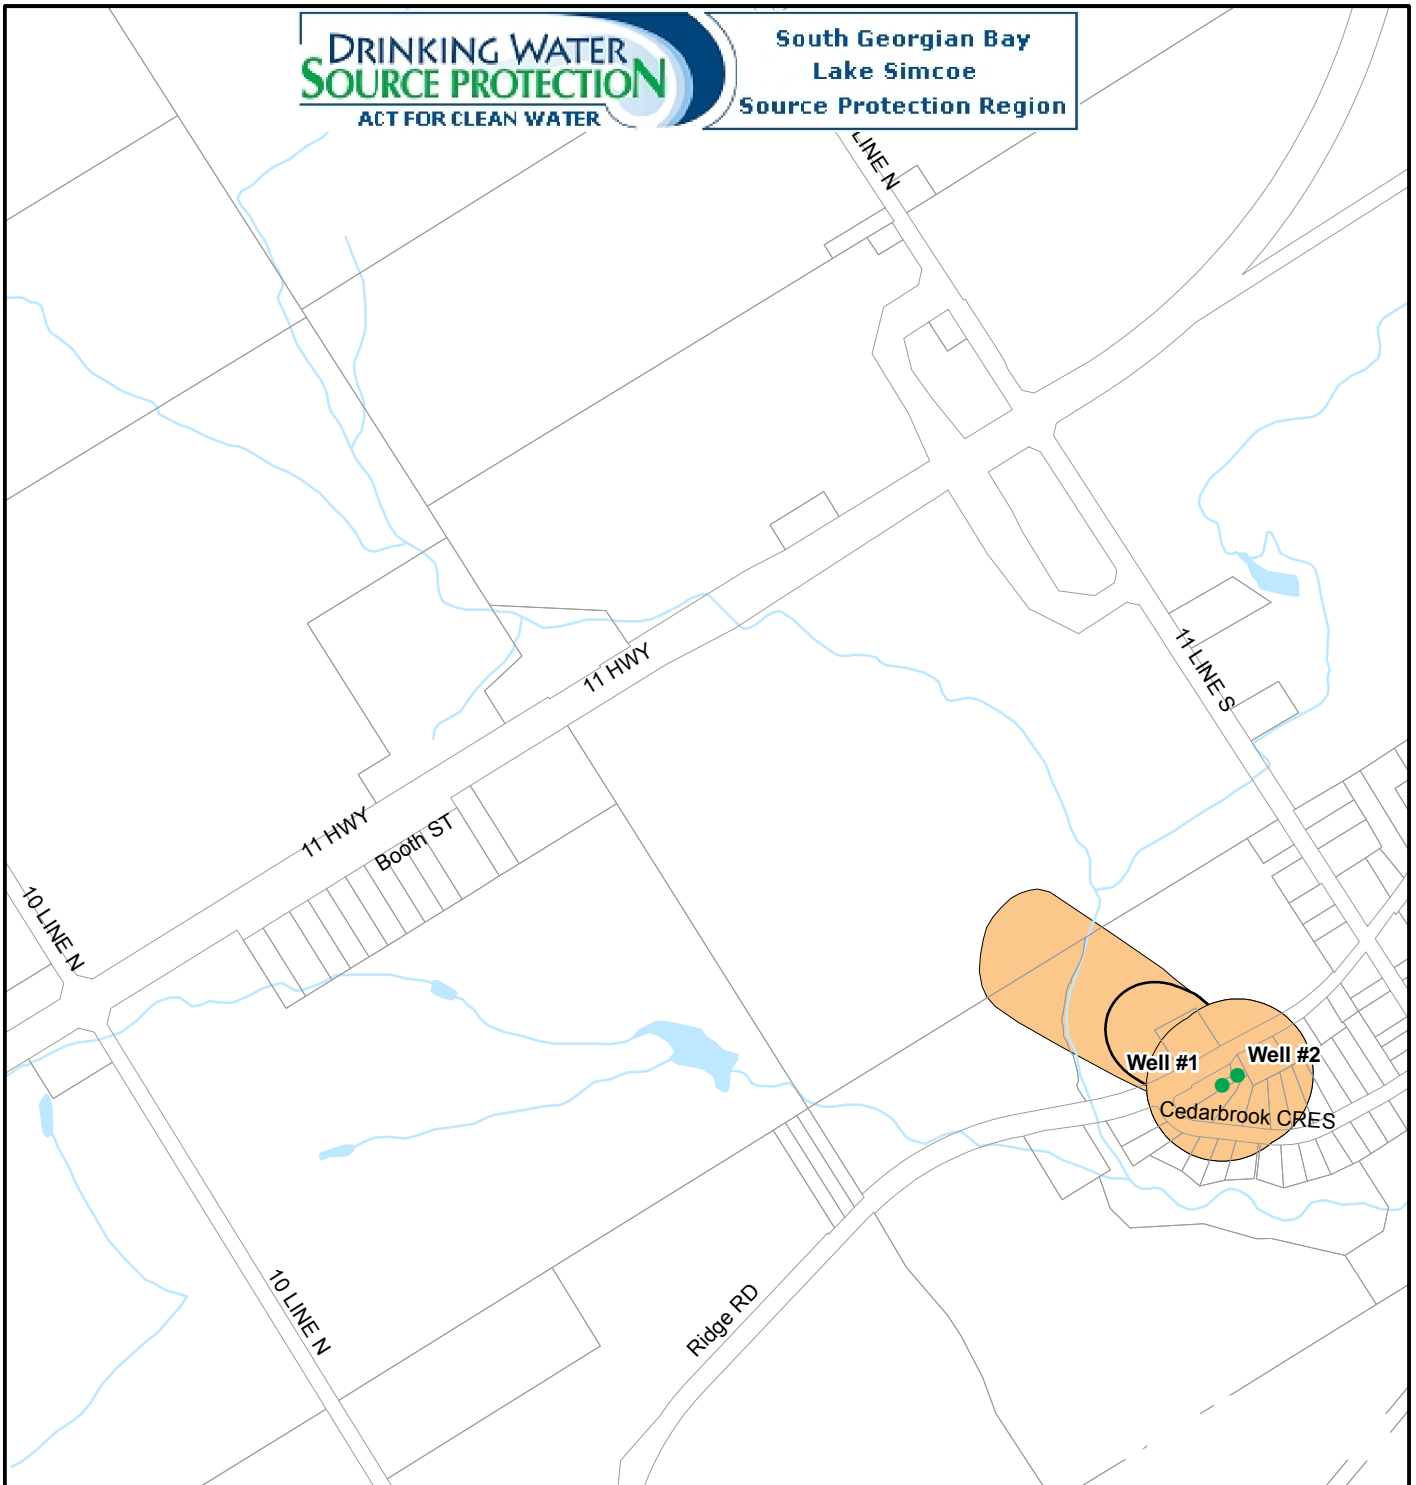 DRINKING WATER
SOURCE PROTECTION
ACT FOR CLEAN WATER
South Georgian Bay
Lake Simcoe
Source Protection Region
LINE N
11 LINE S
11 HWY
11 HWY
Booth ST
10 LINE N
Well #1
Well #2
Cedarbrook CRES
10 LINE N
Ridge RD